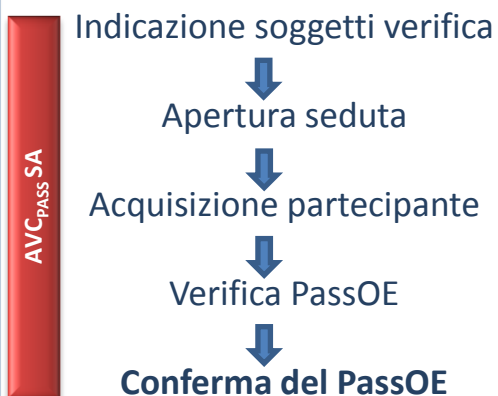 Indicazione soggetti verifica
Apertura seduta
Acquisizione partecipante
Verifica PassOE
Conferma del PassOE
AVCPASS SA